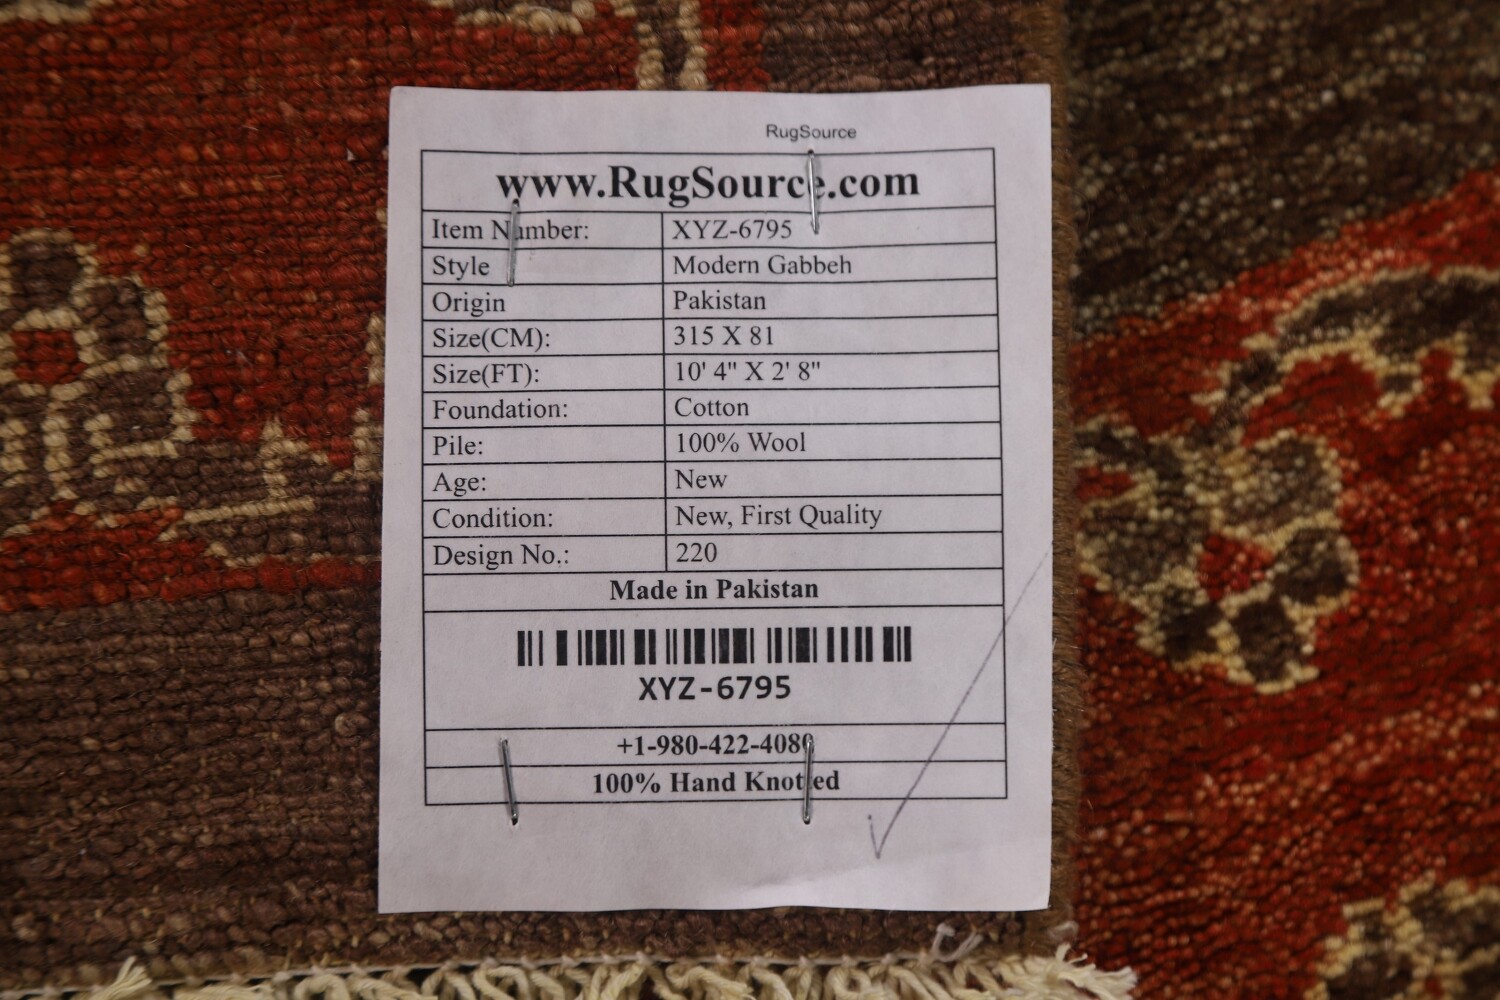 RugSource
www.RugSource.com
Item Number: XYZ-6795
Style Modern Gabbeh
Origin Pakistan
Size(CM): 315 X 81
Size(FT): 10' 4" X 2' 8"
Foundation: Cotton
Pile: 100% Wool
Age: New
Condition: New, First Quality
Design No.: 220
Made in Pakistan
XYZ-6795
+1-980-422-4080
100% Hand Knotted